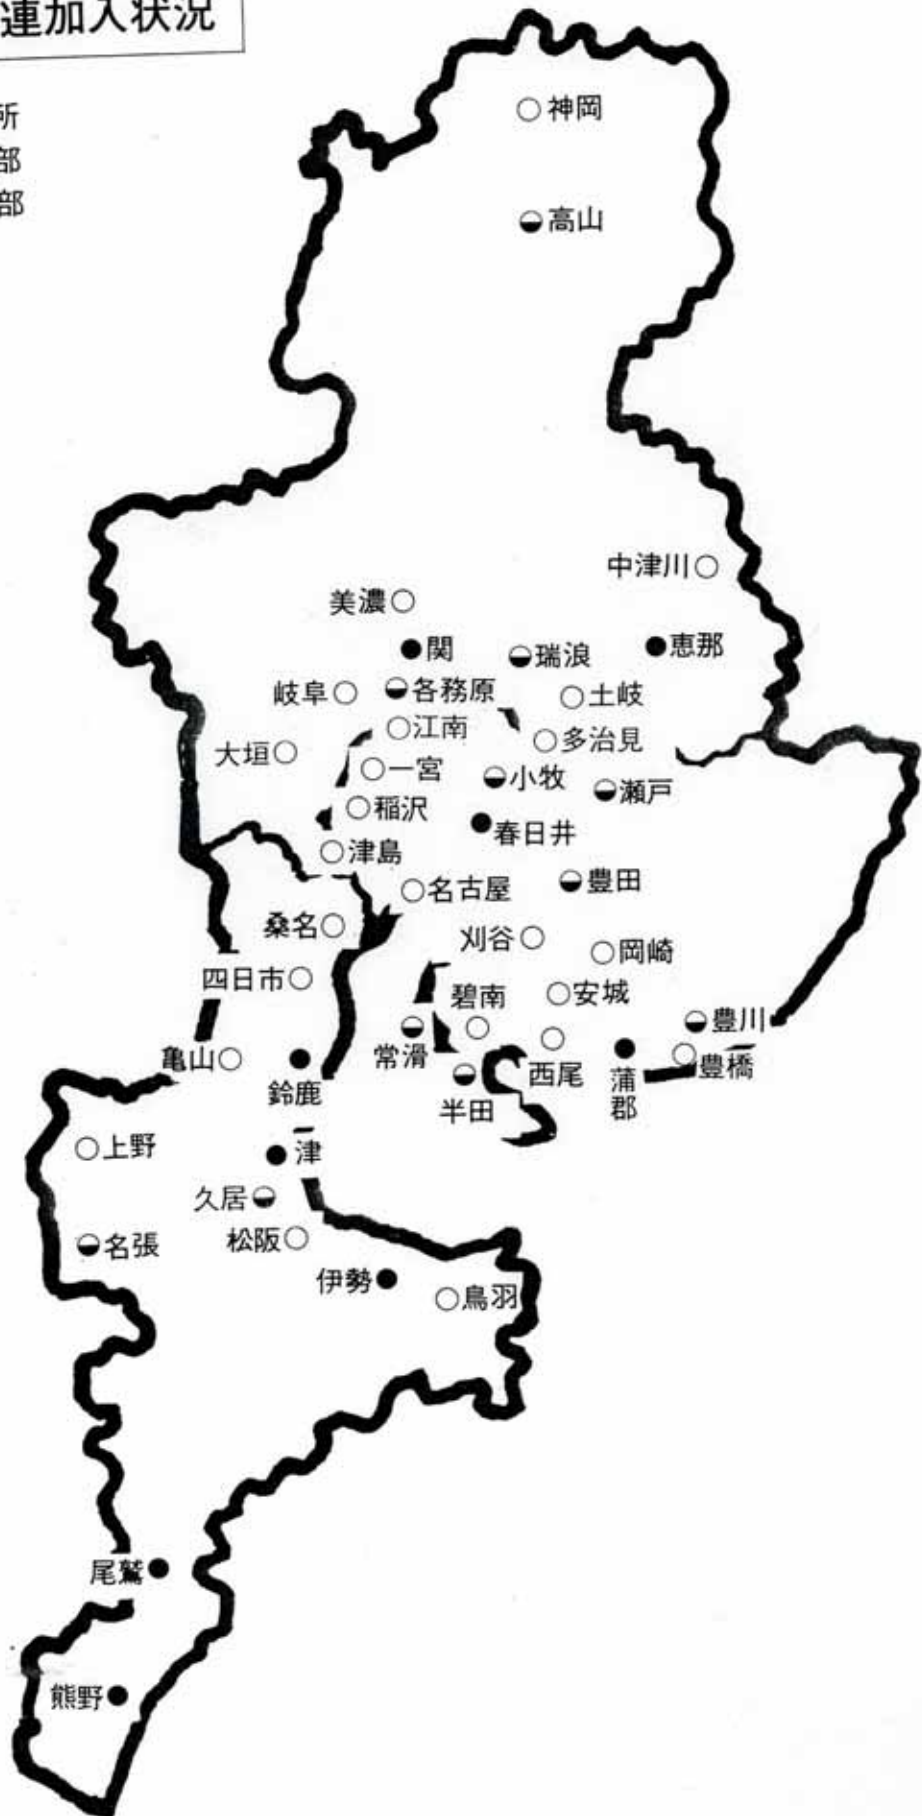 連加入状況
所
部
部
○神岡
◒高山
中津川○
美濃○
●関
◒瑞浪
●恵那
岐阜○
◒各務原
○土岐
○江南
大垣○
○多治見
○一宮
◒小牧
◒瀬戸
○稲沢
●春日井
○津島
○名古屋
◒豊田
桑名○
刈谷○
○岡崎
四日市○
碧南
○
○安城
◒豊川
◒
常滑
○
西尾
●
蒲郡
○豊橋
亀山○
●
鈴鹿
◒
半田
○上野
●津
久居◒
松阪○
◒名張
伊勢●
○鳥羽
尾鷲●
熊野●